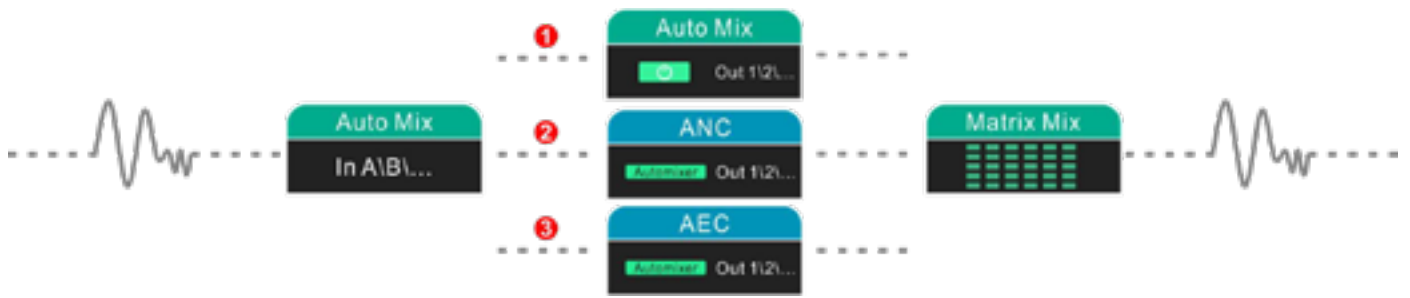 1
Auto Mix
Out 1\2\...
Auto Mix
In A\B\...
2
ANC
Automixer Out 1\2\...
Matrix Mix
3
AEC
Automixer Out 1\2\...